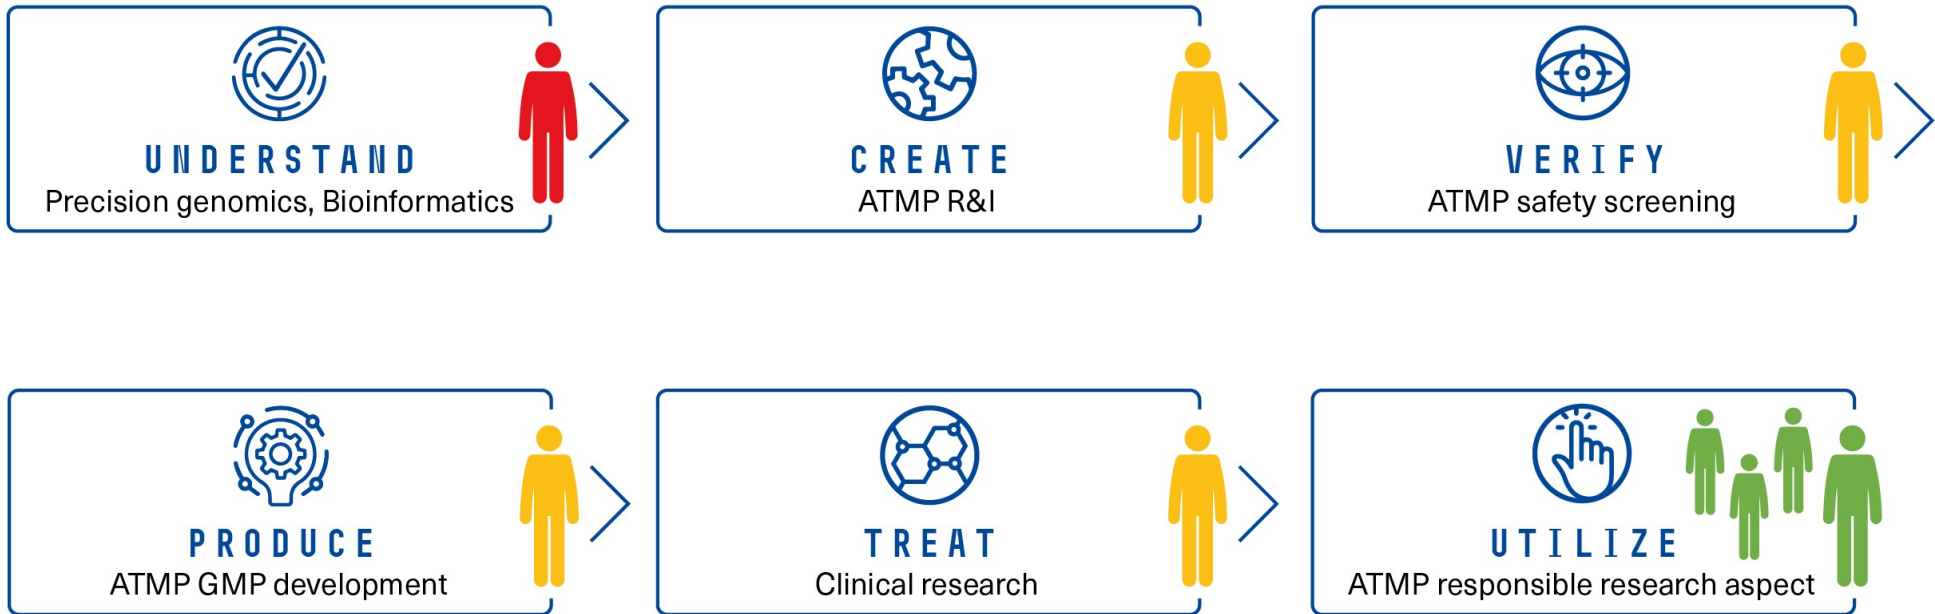 UNDERSTAND
Precision genomics, Bioinformatics
CREATE
ATMP R&I
VERIFY
ATMP safety screening
PRODUCE
ATMP GMP development
TREAT
Clinical research
UTILIZE
ATMP responsible research aspect